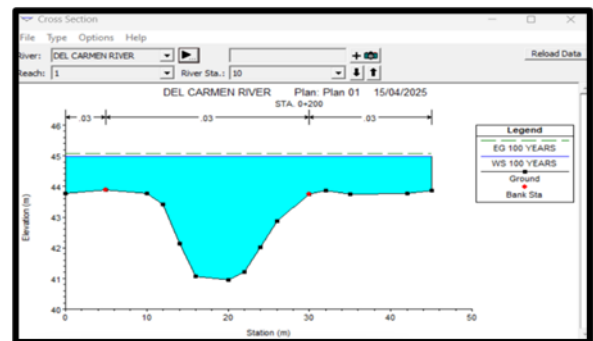 Cross Section
File Type Options Help
River: DEL CARMEN RIVER
Reload Data
Reach: 1 River Sta.: 10
DEL CARMEN RIVER Plan: Plan 01 15/04/2025
STA. 0+200
.03 .03 .03
Legend
EG 100 YEARS
WS 100 YEARS
Ground
Bank Sta
46
45
44
43
42
41
40
Elevation (m)
0 10 20 30 40 50
Station (m)